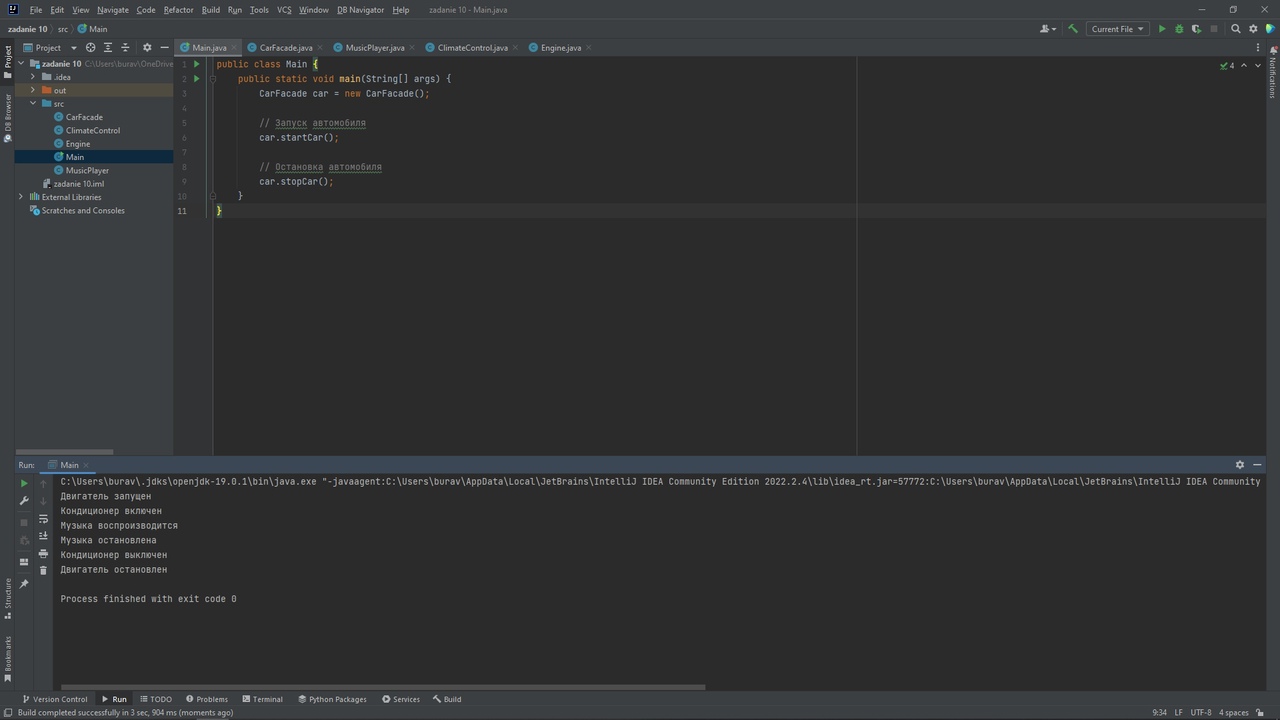 File Edit View Navigate Code Refactor Build Run Tools VCS Window DB Navigator Help zadanie 10 - Main.java
zadanie 10 src Main
Current File
Project
Main.java CarFacade.java MusicPlayer.java ClimateControl.java Engine.java
zadanie 10 C:\Users\burav\OneDrive
.idea
out
src
CarFacade
ClimateControl
Engine
Main
MusicPlayer
zadanie 10.iml
External Libraries
Scratches and Consoles
Project
DB Browser
Structure
Bookmarks
Notifications
4
1 public class Main {
2 public static void main(String[] args) {
3 CarFacade car = new CarFacade();
4
5 // Запуск автомобиля
6 car.startCar();
7
8 // Остановка автомобиля
9 car.stopCar();
10 }
11 }
Run: Main
C:\Users\burav\.jdks\openjdk-19.0.1\bin\java.exe "-javaagent:C:\Users\burav\AppData\Local\JetBrains\IntelliJ IDEA Community Edition 2022.2.4\lib\idea_rt.jar=57772:C:\Users\burav\AppData\Local\JetBrains\IntelliJ IDEA Community
Двигатель запущен
Кондиционер включен
Музыка воспроизводится
Музыка остановлена
Кондиционер выключен
Двигатель остановлен
Process finished with exit code 0
Version Control Run TODO Problems Terminal Python Packages Services Build
Build completed successfully in 3 sec, 904 ms (moments ago)
9:34 LF UTF-8 4 spaces